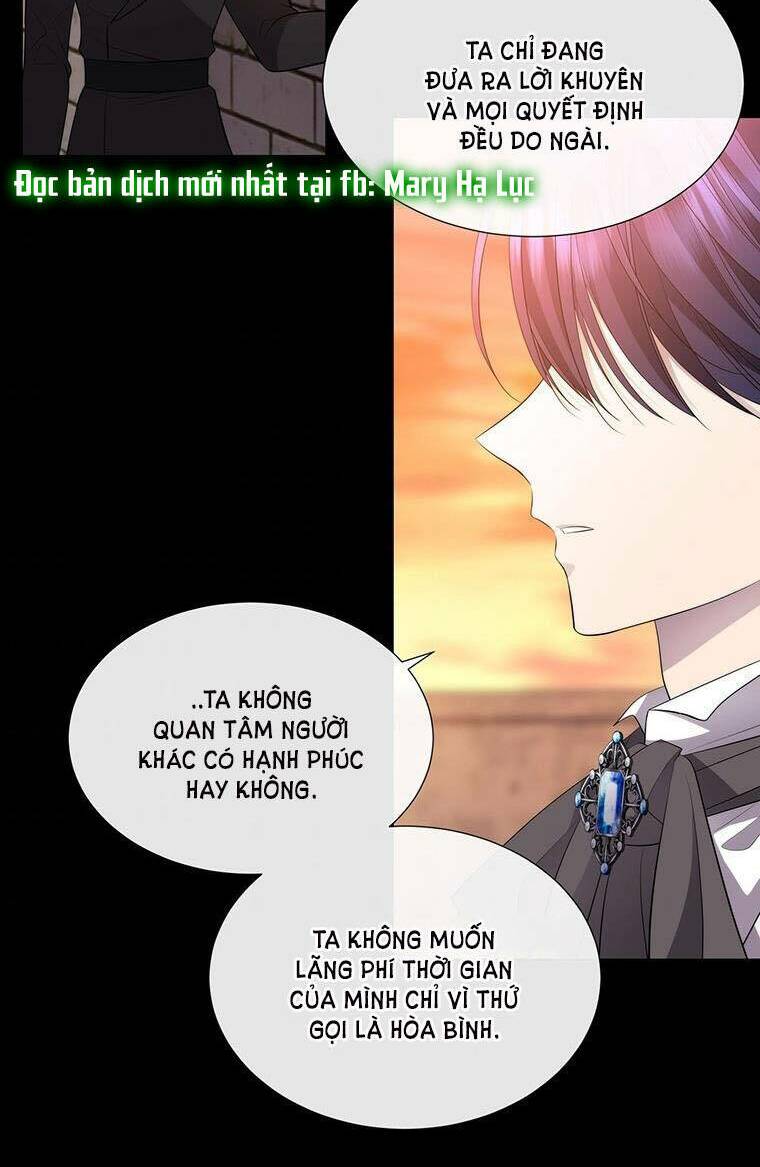 TA CHỈ ĐANG
ĐƯA RA LỜI KHUYÊN
VÀ MỌI QUYẾT ĐỊNH
ĐỀU DO NGÀI.
Đọc bản dịch mới nhất tại fb: Mary Hạ Lục
..TA KHÔNG
QUAN TÂM NGƯỜI
KHÁC CÓ HẠNH PHÚC
HAY KHÔNG.
TA KHÔNG MUỐN
LÃNG PHÍ THỜI GIAN
CỦA MÌNH CHỈ VÌ THỨ
GỌI LÀ HÒA BÌNH.